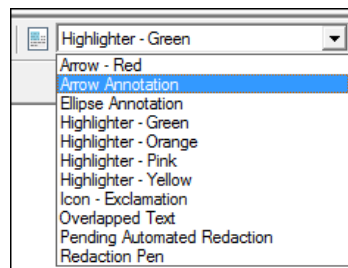 Highlighter - Green
Arrow - Red
Arrow Annotation
Ellipse Annotation
Highlighter - Green
Highlighter - Orange
Highlighter - Pink
Highlighter - Yellow
Icon - Exclamation
Overlapped Text
Pending Automated Redaction
Redaction Pen